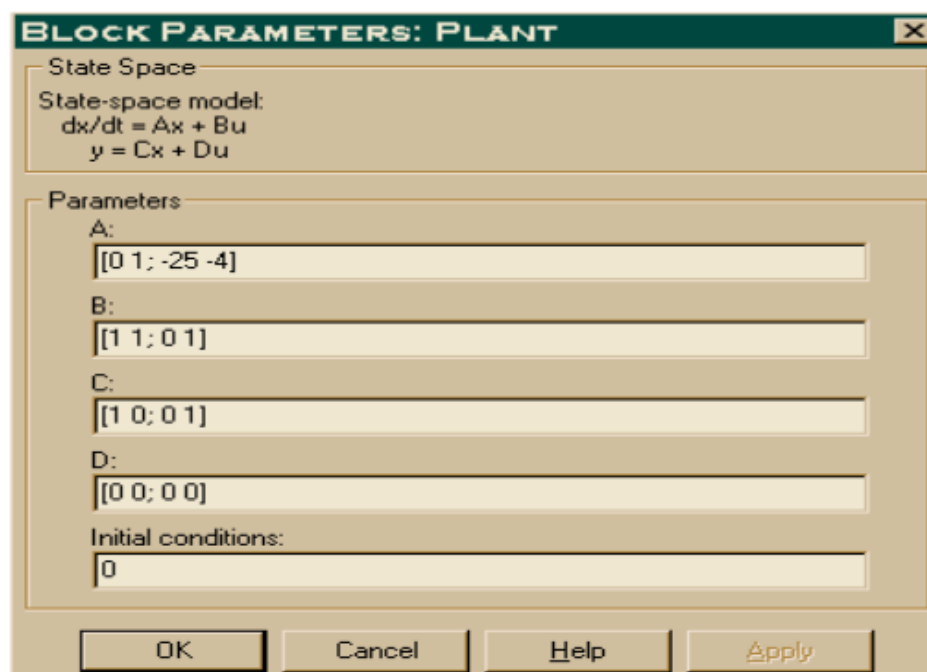 BLOCK PARAMETERS: PLANT
State Space
State-space model:
dx/dt = Ax + Bu
y = Cx + Du
Parameters
A:
[0 1; -25 -4]
B:
[1 1; 0 1]
C:
[1 0; 0 1]
D:
[0 0; 0 0]
Initial conditions:
0
OK Cancel Help Apply